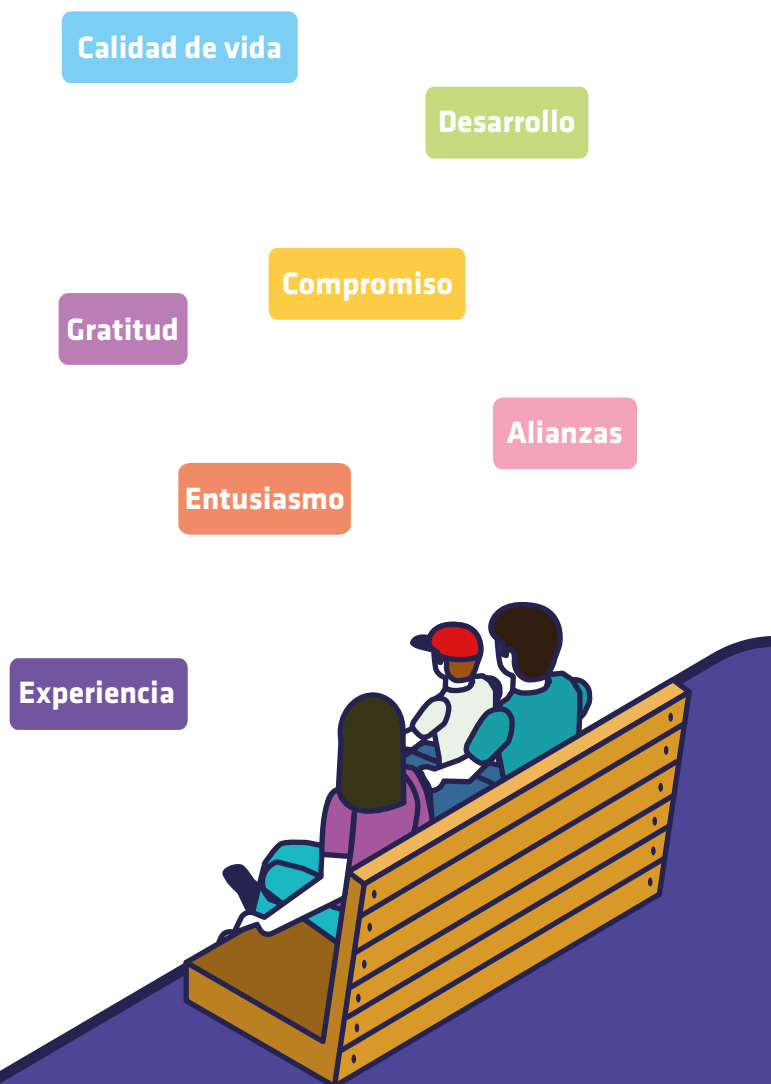 Calidad de vida
Desarrollo
Compromiso
Gratitud
Alianzas
Entusiasmo
Experiencia